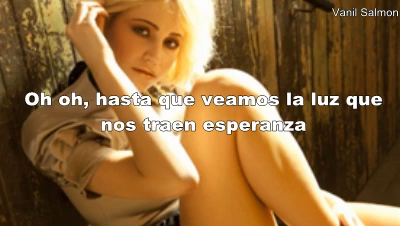 Vanil Salmon
Oh oh, hasta que veamos la luz que
nos traen esperanza